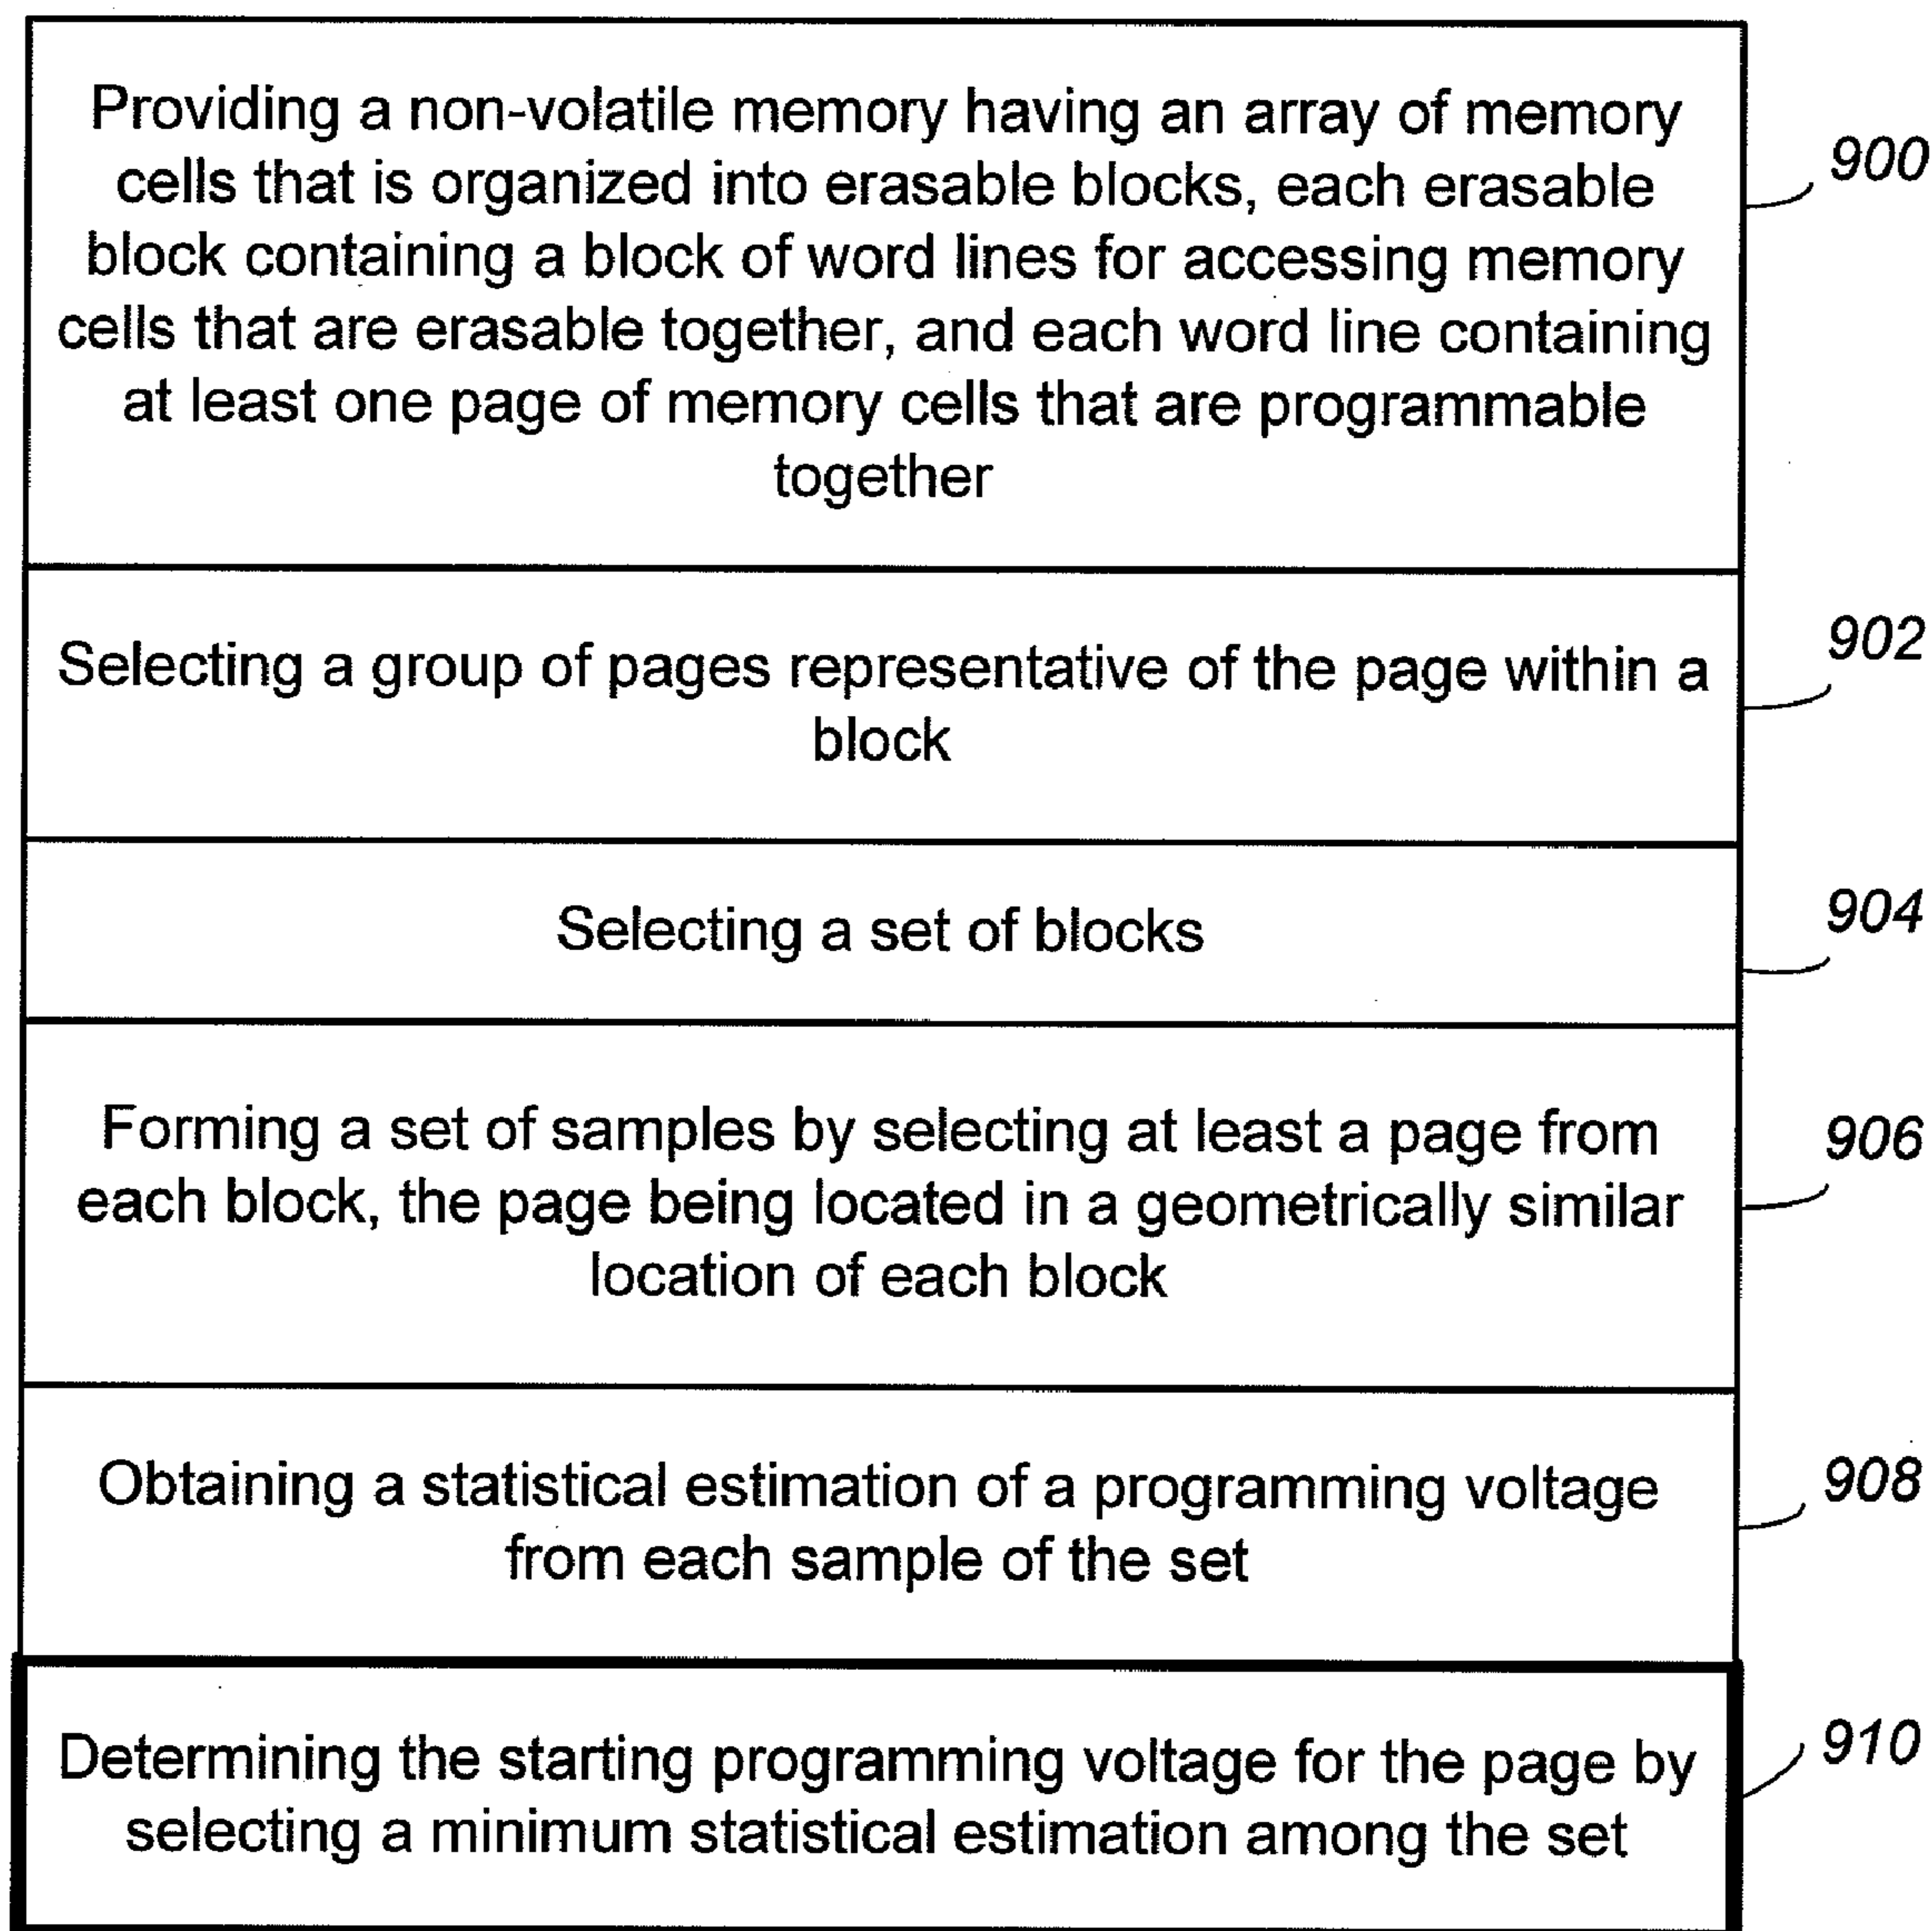 Providing a non-volatile memory having an array of memory
cells that is organized into erasable blocks, each erasable
block containing a block of word lines for accessing memory
cells that are erasable together, and each word line containing
at least one page of memory cells that are programmable
together
900
Selecting a group of pages representative of the page within a
block
902
Selecting a set of blocks
904
Forming a set of samples by selecting at least a page from
each block, the page being located in a geometrically similar
location of each block
906
Obtaining a statistical estimation of a programming voltage
from each sample of the set
908
Determining the starting programming voltage for the page by
selecting a minimum statistical estimation among the set
910